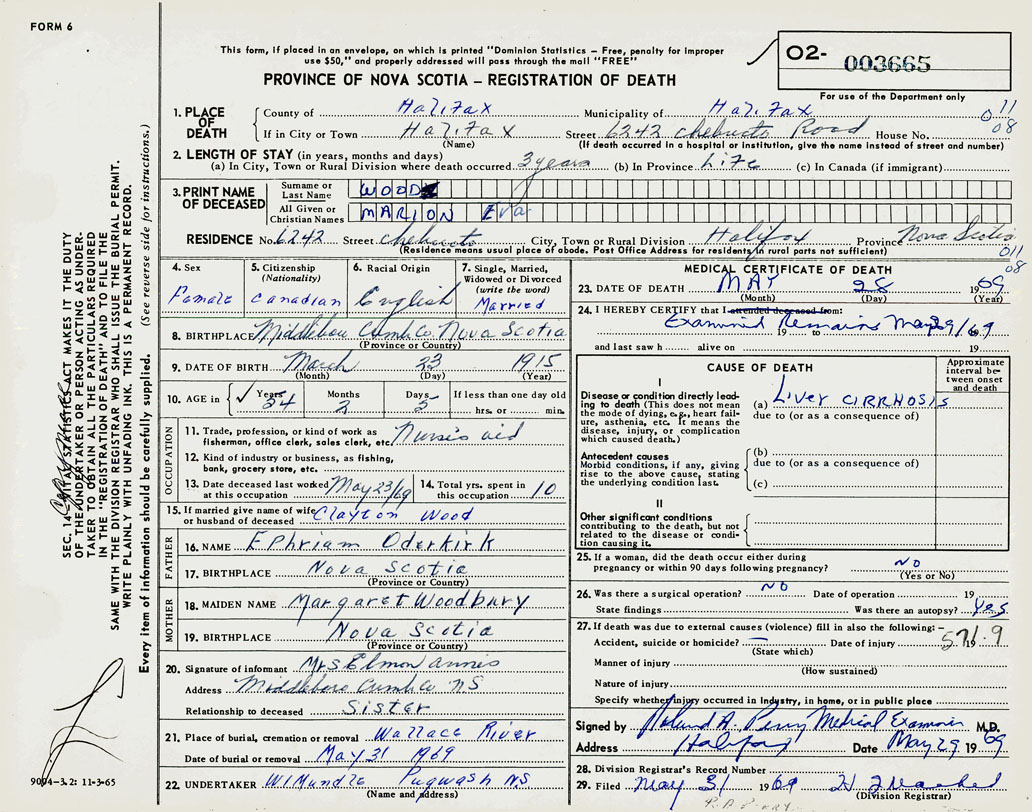 FORM 6
This form, if placed in an envelope, on which is printed "Dominion Statistics – Free, penalty for improper
use $50," and properly addressed will pass through the mail "FREE"
PROVINCE OF NOVA SCOTIA – REGISTRATION OF DEATH
O2- 003665
For use of the Department only
SEC. 14 OF THE VITAL STATISTICS ACT MAKES IT THE DUTY
OF THE UNDERTAKER OR PERSON ACTING AS UNDER-
TAKER TO OBTAIN ALL THE PARTICULARS REQUIRED
IN THE "REGISTRATION OF DEATH" AND TO FILE THE
SAME WITH THE DIVISION REGISTRAR WHO SHALL ISSUE THE BURIAL PERMIT.
WRITE PLAINLY WITH UNFADING INK. THIS IS A PERMANENT RECORD.
Every item of information should be carefully supplied. (See reverse side for instructions.)
1. PLACE OF DEATH
County of Halifax Municipality of Halifax 011
If in City or Town Halifax Street 6242 Chebucto Road House No. 08
(Name) (If death occurred in a hospital or institution, give the name instead of street and number)
2. LENGTH OF STAY (in years, months and days)
(a) In City, Town or Rural Division where death occurred 3 years (b) In Province Life (c) In Canada (if immigrant)
3. PRINT NAME OF DECEASED
Surname or Last Name WOOD
All Given or Christian Names MARION Eva
RESIDENCE No. 6242 Street Chebucto City, Town or Rural Division Halifax Province Nova Scotia
(Residence means usual place of abode. Post Office Address for Residences in rural parts not sufficient) 011
08
4. Sex Female
5. Citizenship (Nationality) Canadian
6. Racial Origin English
7. Single, Married, Widowed or Divorced (write the word) Married
8. BIRTHPLACE Middleboro Cumb Co Nova Scotia
(Province or Country)
9. DATE OF BIRTH March 23 1915
(Month) (Day) (Year)
10. AGE in Years 54 Months 2 Days 5 If less than one day old hrs. or min.
OCCUPATION
11. Trade, profession, or kind of work as fisherman, office clerk, sales clerk, etc. Nurse's aid
12. Kind of industry or business, as fishing, bank, grocery store, etc.
13. Date deceased last worked at this occupation May 23/69
14. Total yrs. spent in this occupation 10
15. If married give name of wife or husband of deceased Clayton Wood
FATHER
16. NAME Ephriam Oderkirk
17. BIRTHPLACE Nova Scotia
(Province or Country)
MOTHER
18. MAIDEN NAME Margaret Woodbury
19. BIRTHPLACE Nova Scotia
(Province or Country)
20. Signature of informant Mrs Elmon Annis
Address Middleboro Cumb Co NS
Relationship to deceased Sister
21. Place of burial, cremation or removal Wallace River
Date of burial or removal May 31 1969
22. UNDERTAKER W I Mundle Pugwash N.S.
(Name and address)
9004-3.2: 11-3-65
MEDICAL CERTIFICATE OF DEATH
23. DATE OF DEATH MAY 28 1969
(Month) (Day) (Year)
24. I HEREBY CERTIFY that I attended deceased from:
Examined Remains May 29/69 19
and last saw h alive on 19
CAUSE OF DEATH
Approximate interval between onset and death
I
Disease or condition directly leading to death (This does not mean the mode of dying, e.g., heart failure, asthenia, etc. It means the disease, injury, or complication which caused death.)
(a) Liver CIRRHOSIS
due to (or as a consequence of)
Antecedent causes
Morbid conditions, if any, giving rise to the above cause, stating the underlying condition last.
(b)
due to (or as a consequence of)
(c)
II
Other significant conditions contributing to the death, but not related to the disease or condition causing it.
25. If a woman, did the death occur either during pregnancy or within 90 days following pregnancy? NO
(Yes or No)
26. Was there a surgical operation? NO Date of operation 19
State findings Was there an autopsy? Yes
27. If death was due to external causes (violence) fill in also the following: –
Accident, suicide or homicide? — Date of injury 19 571.9
(State which)
Manner of injury
(How sustained)
Nature of injury
Specify whether injury occurred in industry, in home, or in public place
Signed by Roland A. Perry Medical Examiner M.D.
Address Halifax Date May 29 1969
28. Division Registrar's Record Number
29. Filed May 31 1969
(Division Registrar)